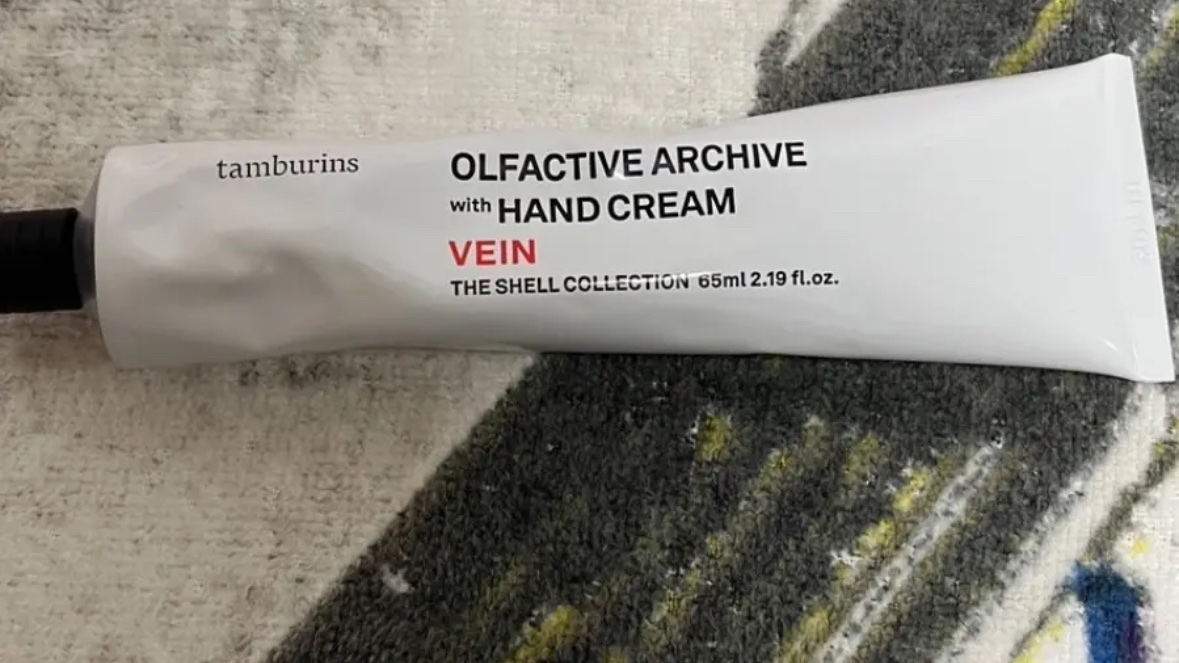 tamburins
OLFACTIVE ARCHIVE
with HAND CREAM
VEIN
THE SHELL COLLECTION 65ml 2.19 fl.oz.